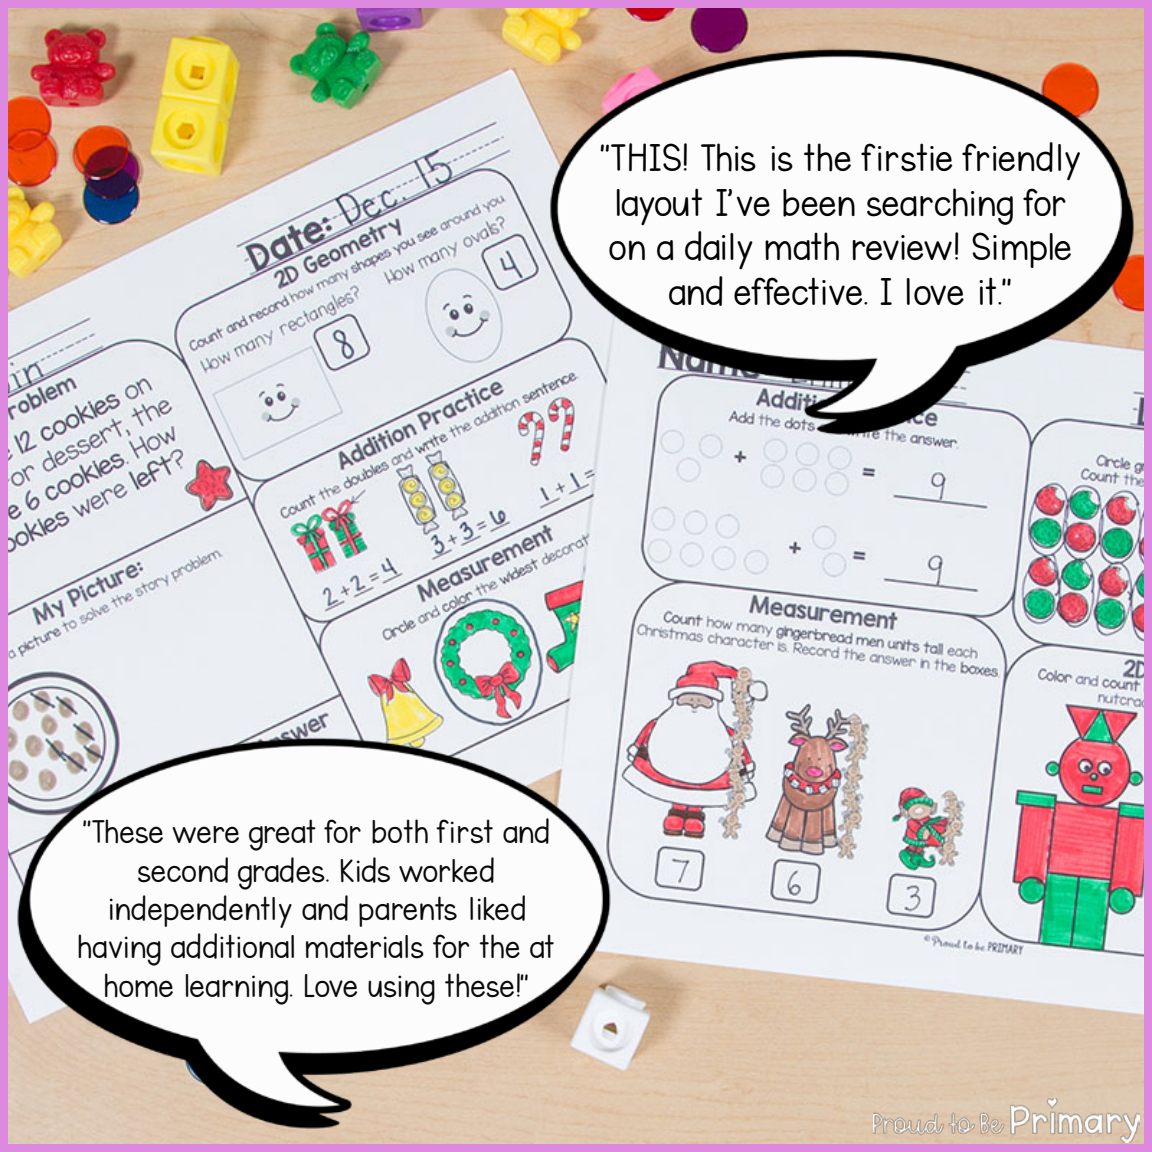 "THIS! This is the firstie friendly
layout I've been searching for
on a daily math review! Simple
and effective. I love it."
Date: Dec. 15
2D Geometry
Count and record how many shapes you see around you
How many rectangles?
8
How many ovals?
4
12 cookies on
or dessert, the
6 cookies. How
were left?
My Picture:
a picture to solve the story problem.
Addition Practice
Count the doubles and write the addition sentence.
2+2=4
3+3=6
1+1=
Measurement
Circle and color the widest
Name
Add the dots the answer.
+ = 9
+ = 9
Measurement
Count how many gingerbread men units tall each
Christmas character is. Record the answer in the boxes.
7
6
3
Circle
Count the
2D
Color and count
©Proud to be PRIMARY
"These were great for both first and
second grades. Kids worked
independently and parents liked
having additional materials for the at
home learning. Love using these!"
Proud to Be Primary